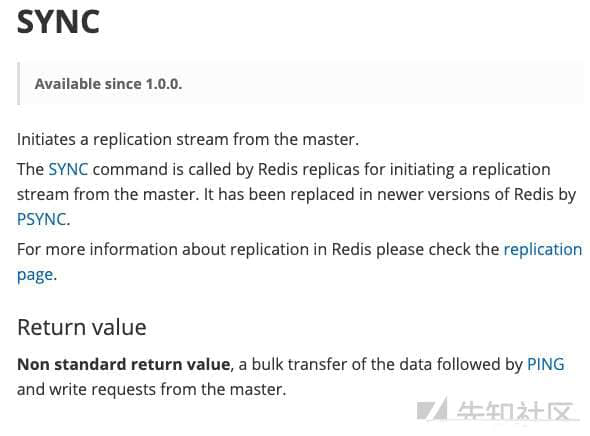 SYNC
Available since 1.0.0.
Initiates a replication stream from the master.
The SYNC command is called by Redis replicas for initiating a replication
stream from the master. It has been replaced in newer versions of Redis by
PSYNC.
For more information about replication in Redis please check the replication
page.
Return value
Non standard return value, a bulk transfer of the data followed by PING
and write requests from the master.
先知社区